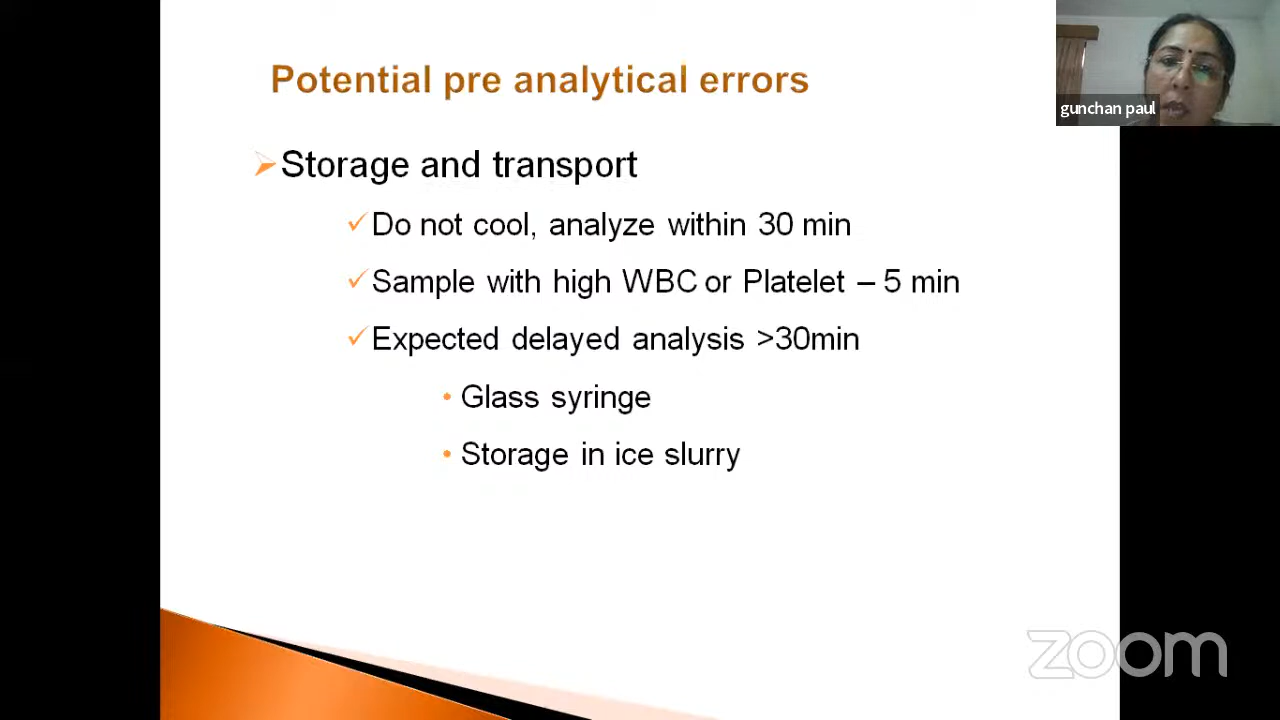 Potential pre analytical errors
gunchan paul
Storage and transport
Do not cool, analyze within 30 min
Sample with high WBC or Platelet – 5 min
Expected delayed analysis >30min
Glass syringe
Storage in ice slurry
zoom